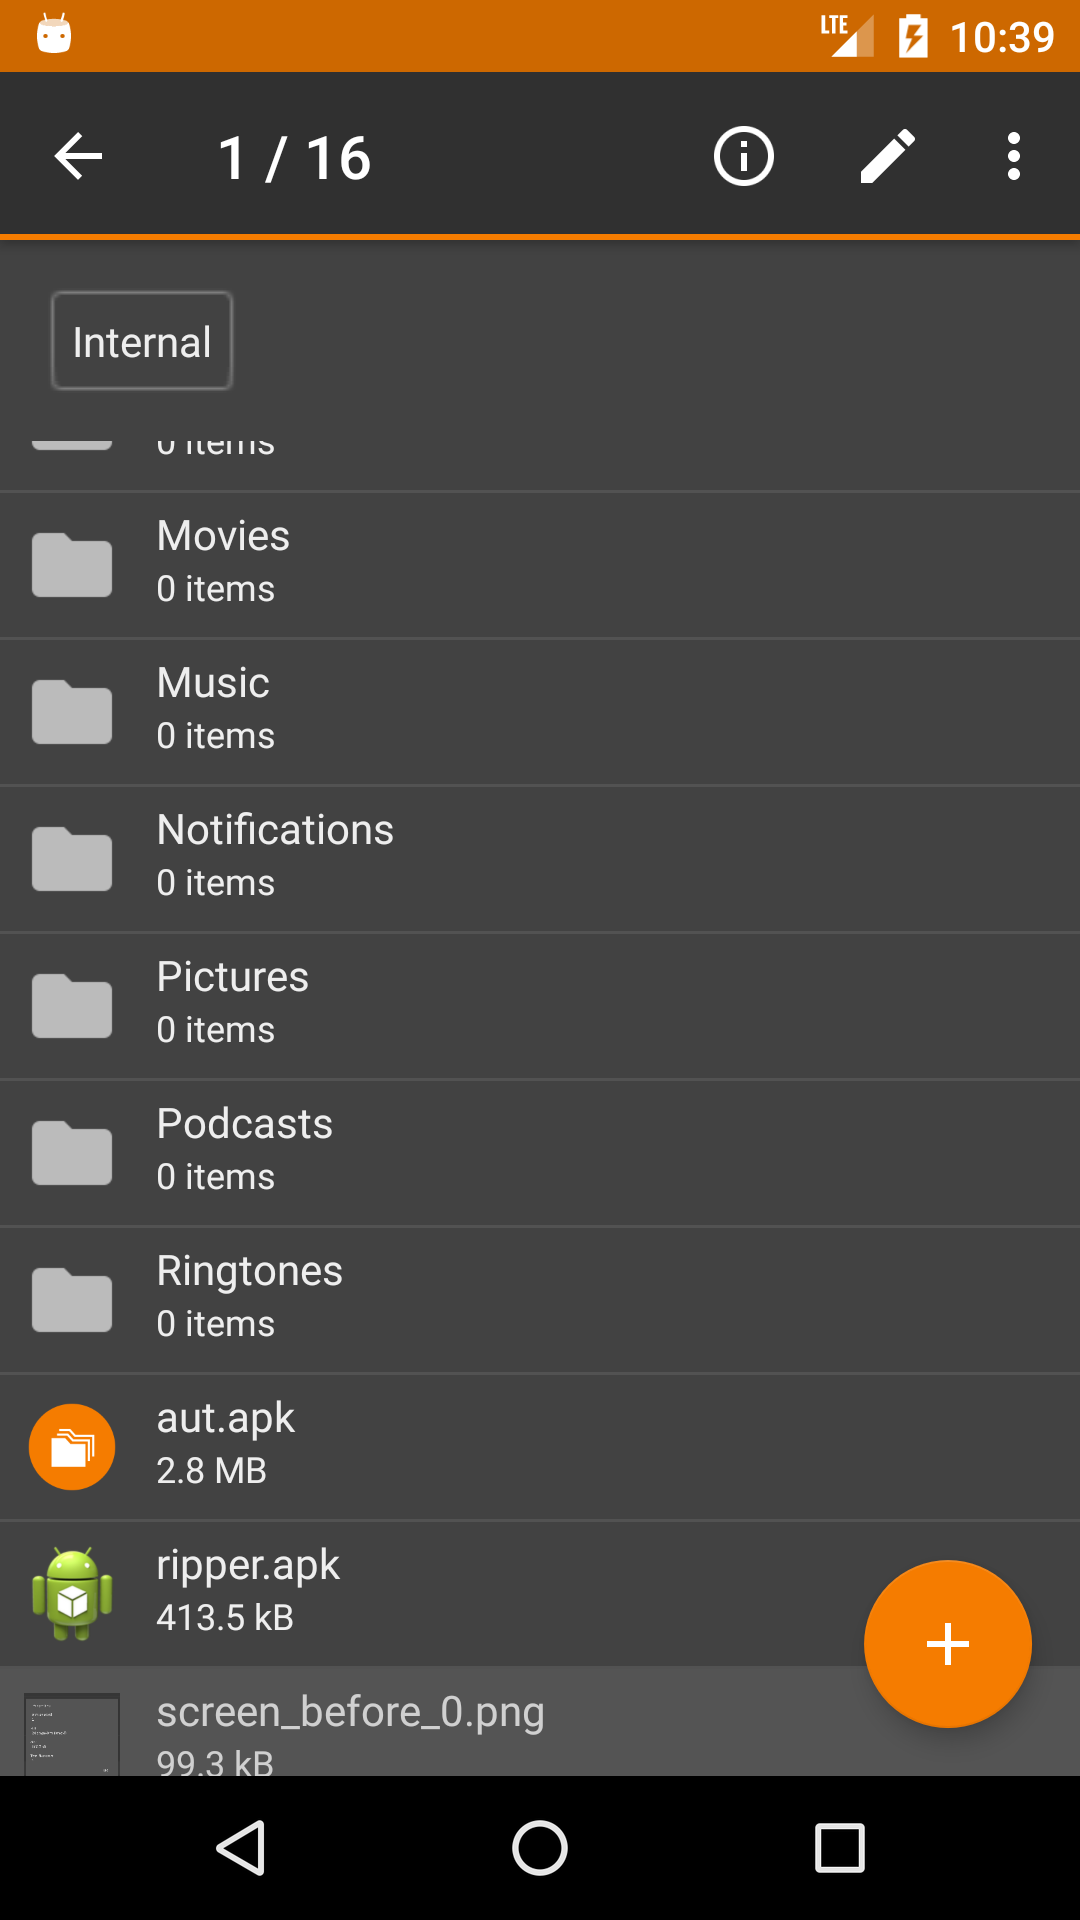 LTE 10:39
1 / 16
Internal
0 items
Movies
0 items
Music
0 items
Notifications
0 items
Pictures
0 items
Podcasts
0 items
Ringtones
0 items
aut.apk
2.8 MB
ripper.apk
413.5 kB
screen_before_0.png
99.3 kB